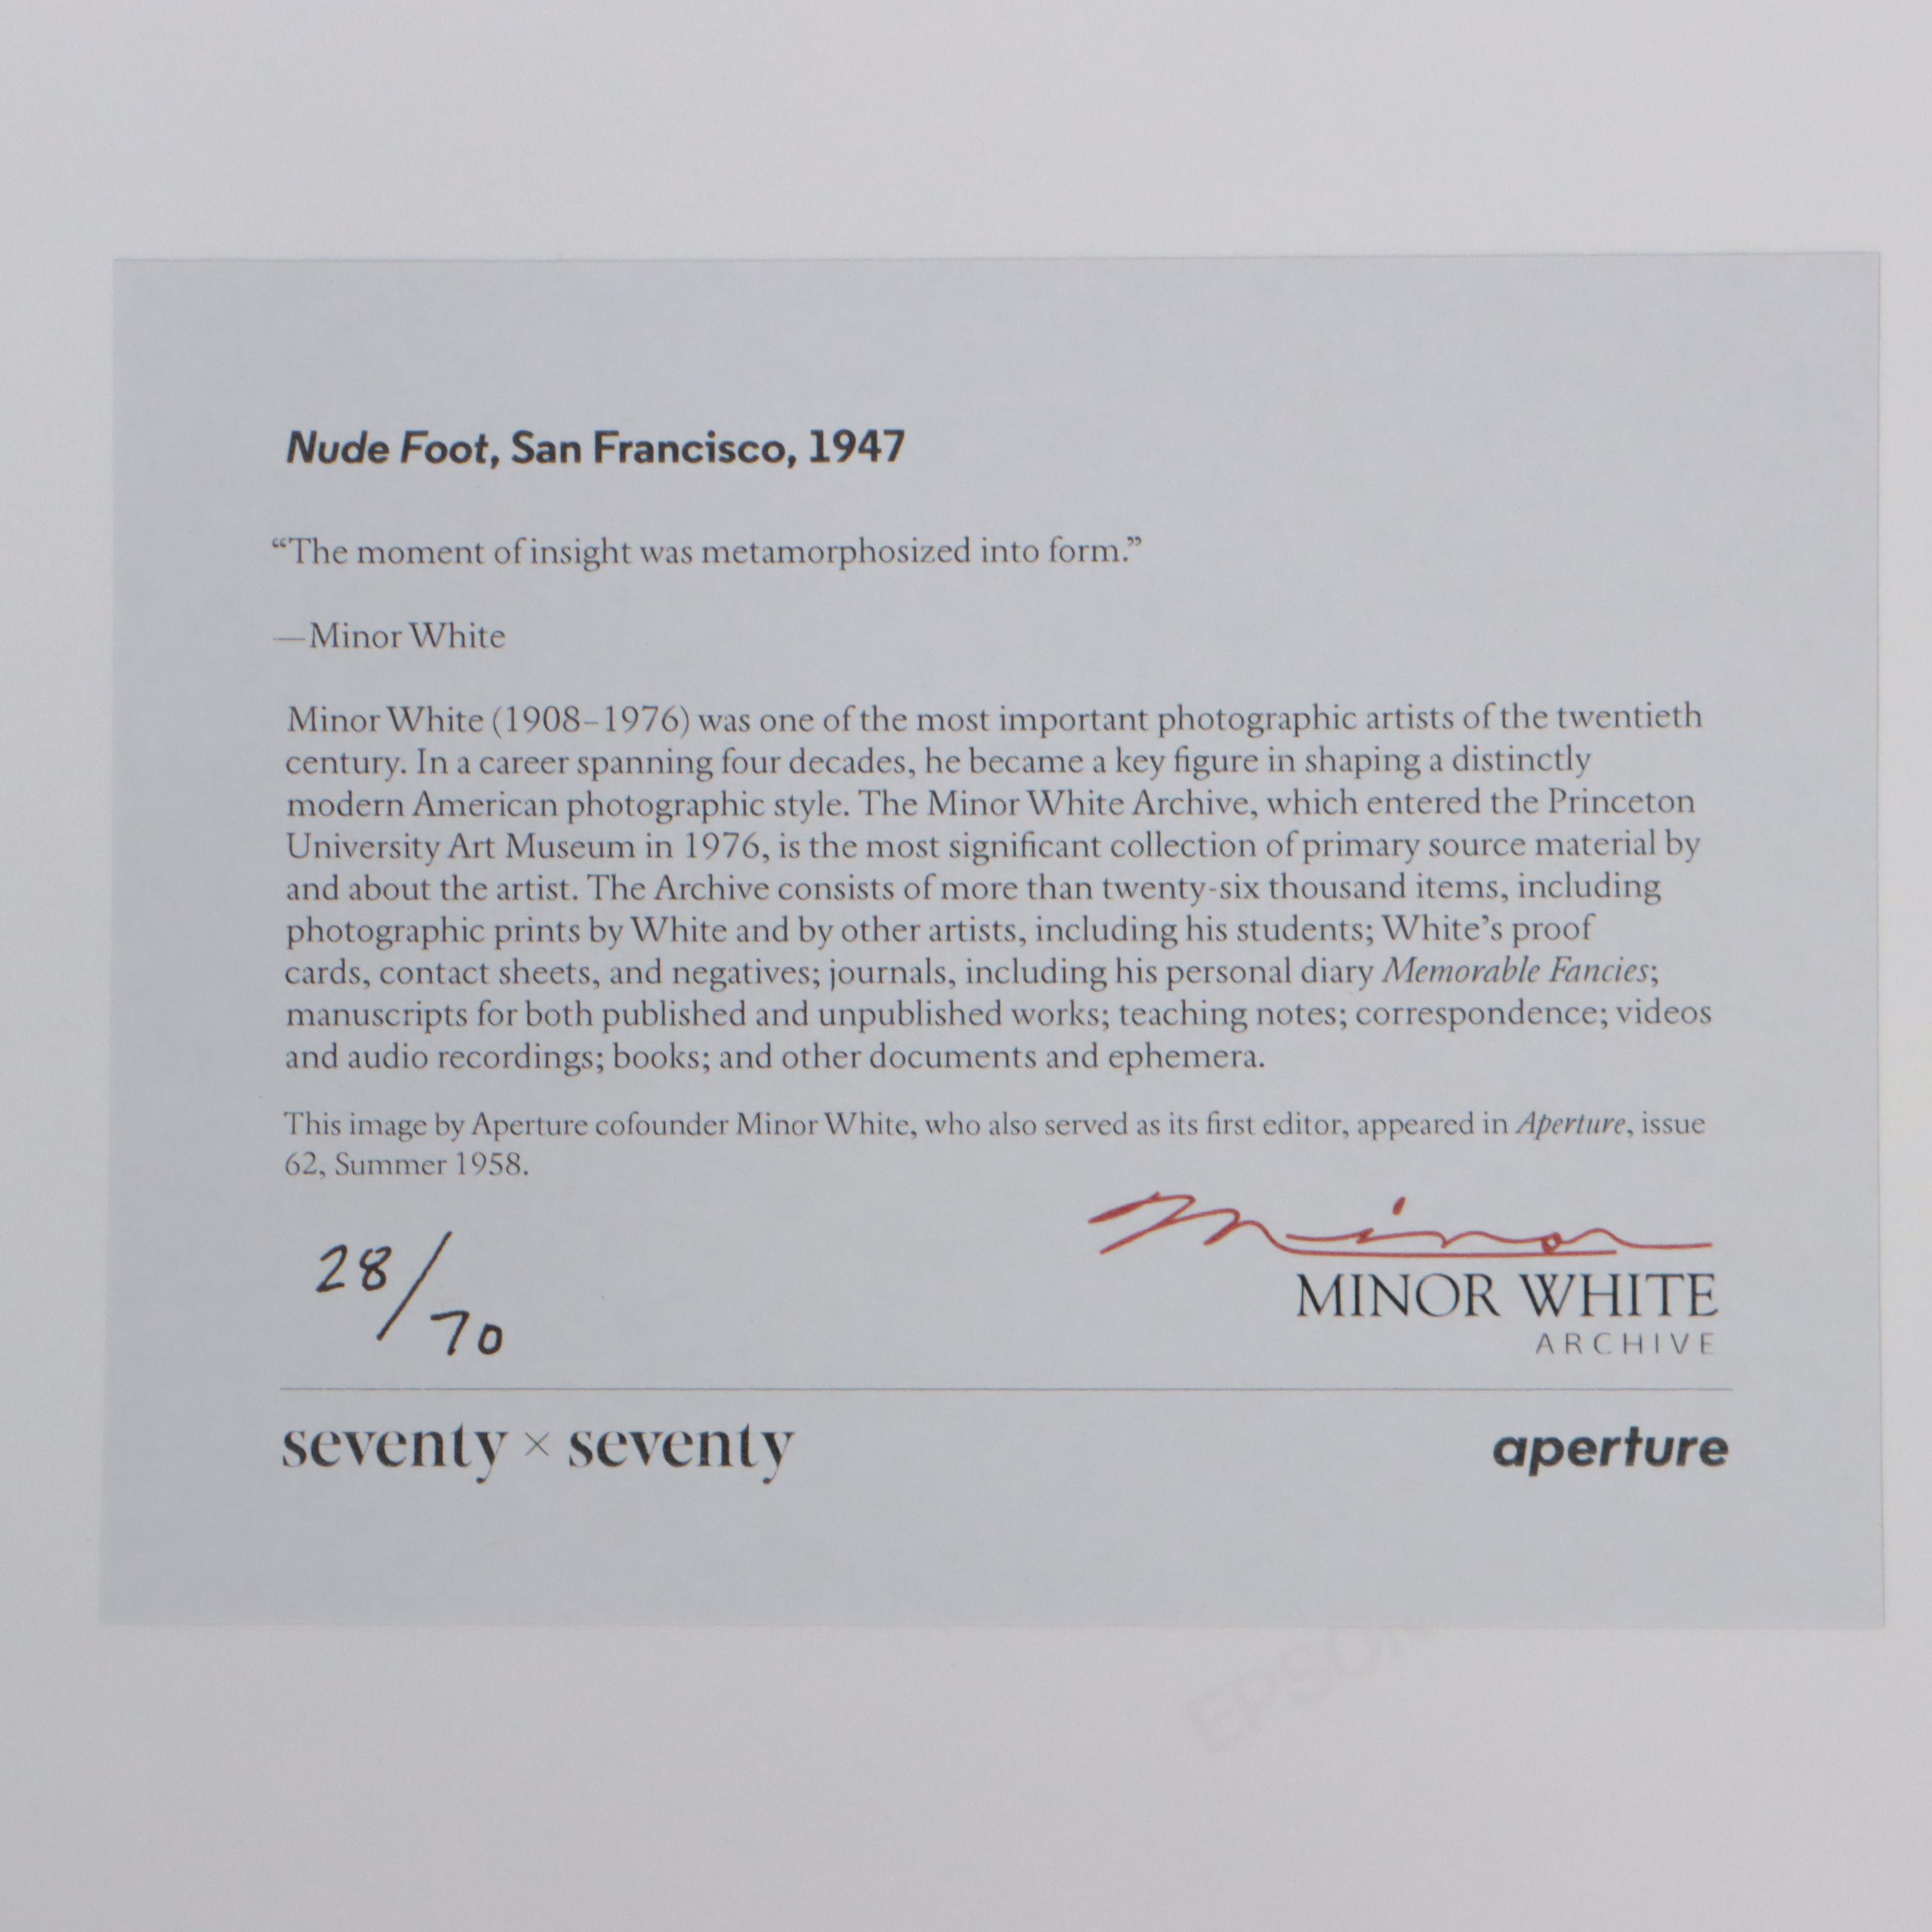 Nude Foot, San Francisco, 1947
“The moment of insight was metamorphosized into form.”
—Minor White
Minor White (1908–1976) was one of the most important photographic artists of the twentieth
century. In a career spanning four decades, he became a key figure in shaping a distinctly
modern American photographic style. The Minor White Archive, which entered the Princeton
University Art Museum in 1976, is the most significant collection of primary source material by
and about the artist. The Archive consists of more than twenty-six thousand items, including
photographic prints by White and by other artists, including his students; White’s proof
cards, contact sheets, and negatives; journals, including his personal diary Memorable Fancies;
manuscripts for both published and unpublished works; teaching notes; correspondence; videos
and audio recordings; books; and other documents and ephemera.
This image by Aperture cofounder Minor White, who also served as its first editor, appeared in Aperture, issue
62, Summer 1958.
28/70
Minor
MINOR WHITE
ARCHIVE
seventy × seventy
aperture
EPSON